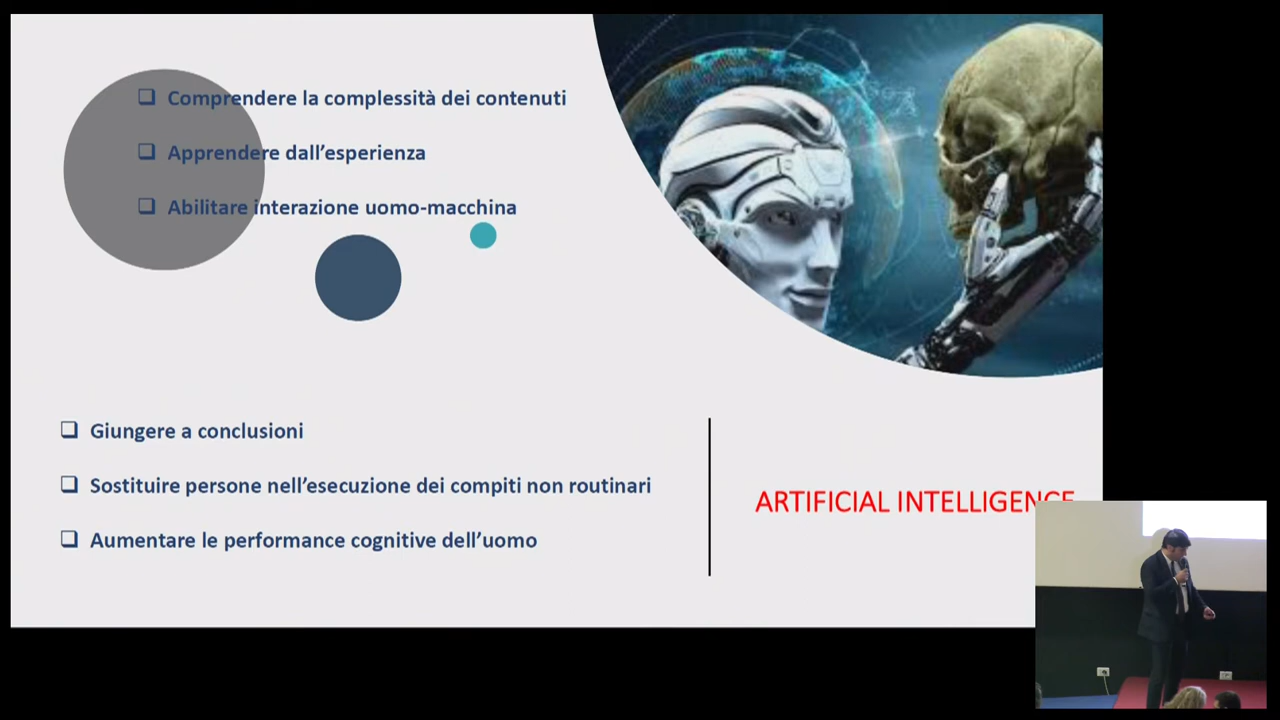 Comprendere la complessità dei contenuti
Apprendere dall'esperienza
Abilitare interazione uomo-macchina
Giungere a conclusioni
Sostituire persone nell'esecuzione dei compiti non routinari
Aumentare le performance cognitive dell'uomo
ARTIFICIAL INTELLIGENCE